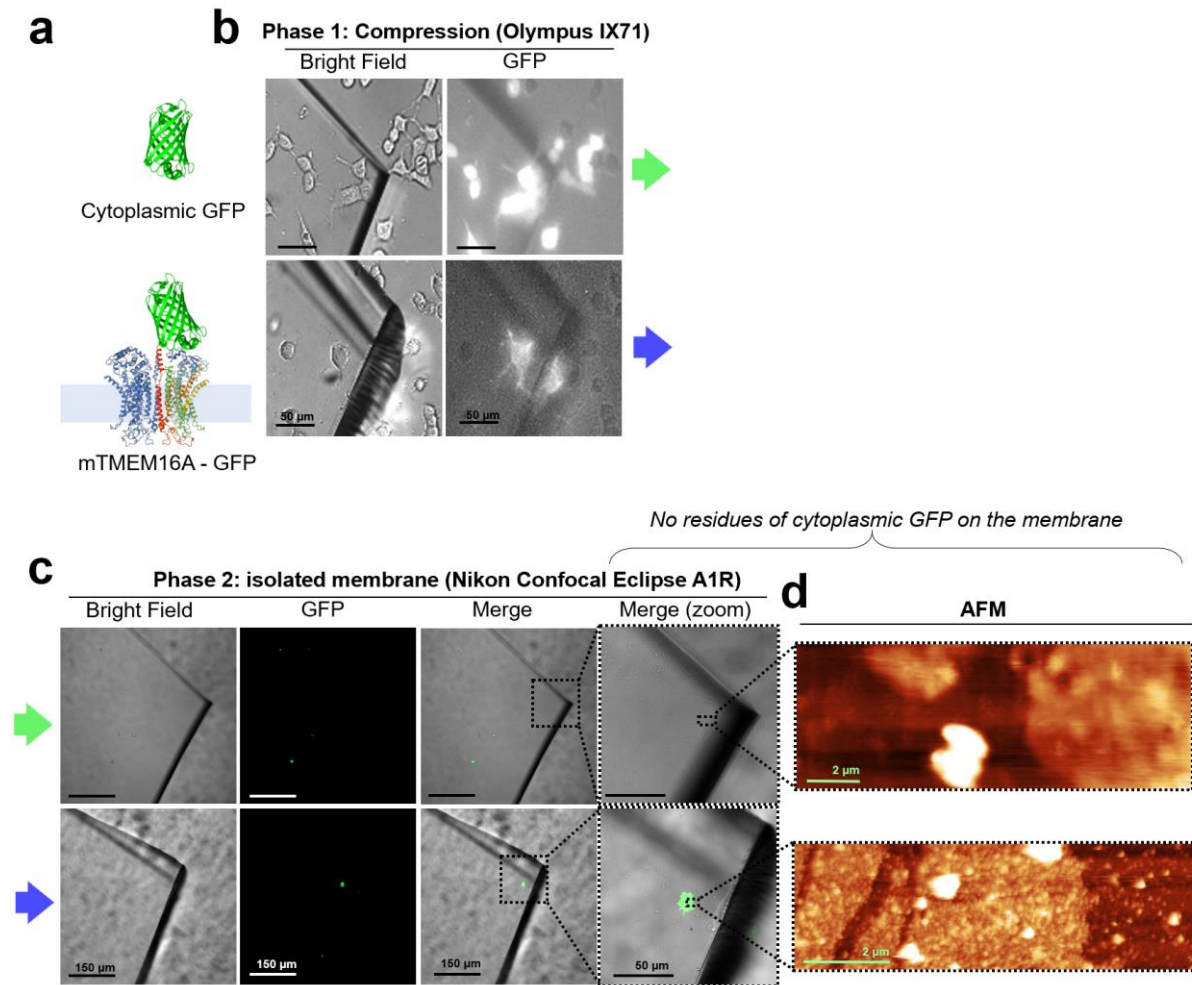 a
b
Phase 1: Compression (Olympus IX71)
Bright Field
GFP
Cytoplasmic GFP
50 µm
50 µm
mTMEM16A - GFP
No residues of cytoplasmic GFP on the membrane
c
Phase 2: isolated membrane (Nikon Confocal Eclipse A1R)
d
Bright Field
GFP
Merge
Merge (zoom)
AFM
2 µm
150 µm
150 µm
150 µm
50 µm
2 µm